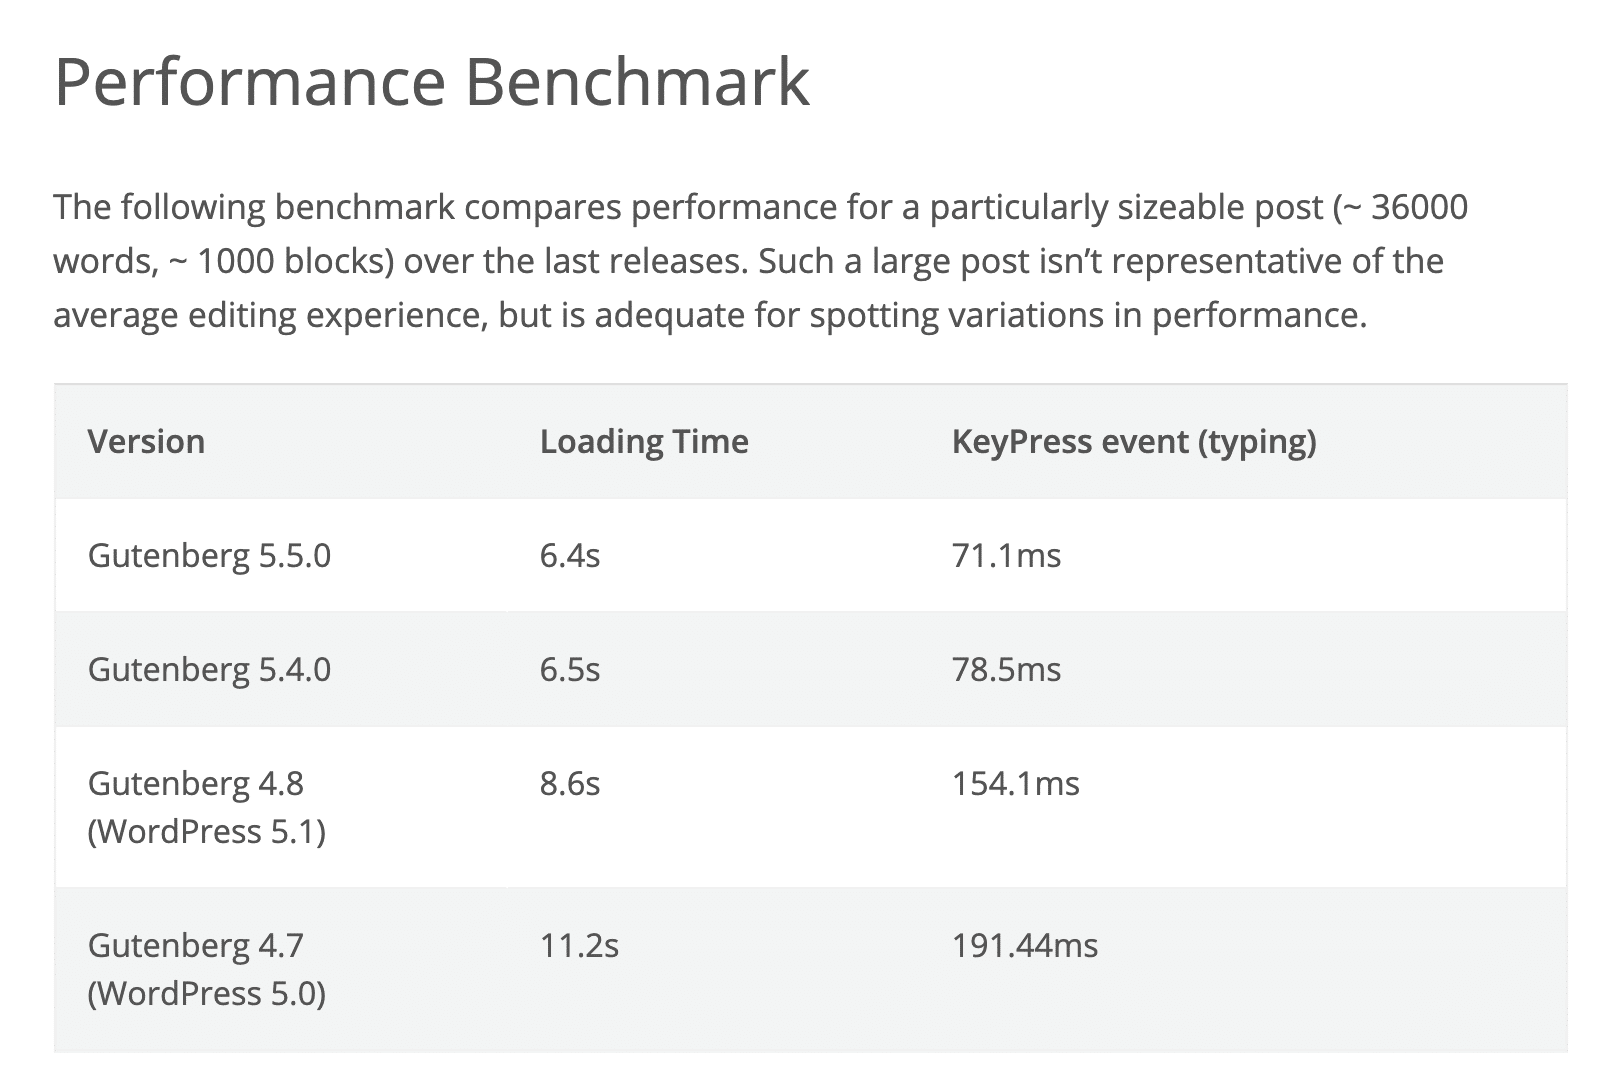 Performance Benchmark
The following benchmark compares performance for a particularly sizeable post (~ 36000
words, ~ 1000 blocks) over the last releases. Such a large post isn’t representative of the
average editing experience, but is adequate for spotting variations in performance.
Version Loading Time KeyPress event (typing)
Gutenberg 5.5.0 6.4s 71.1ms
Gutenberg 5.4.0 6.5s 78.5ms
Gutenberg 4.8 8.6s 154.1ms
(WordPress 5.1)
Gutenberg 4.7 11.2s 191.44ms
(WordPress 5.0)